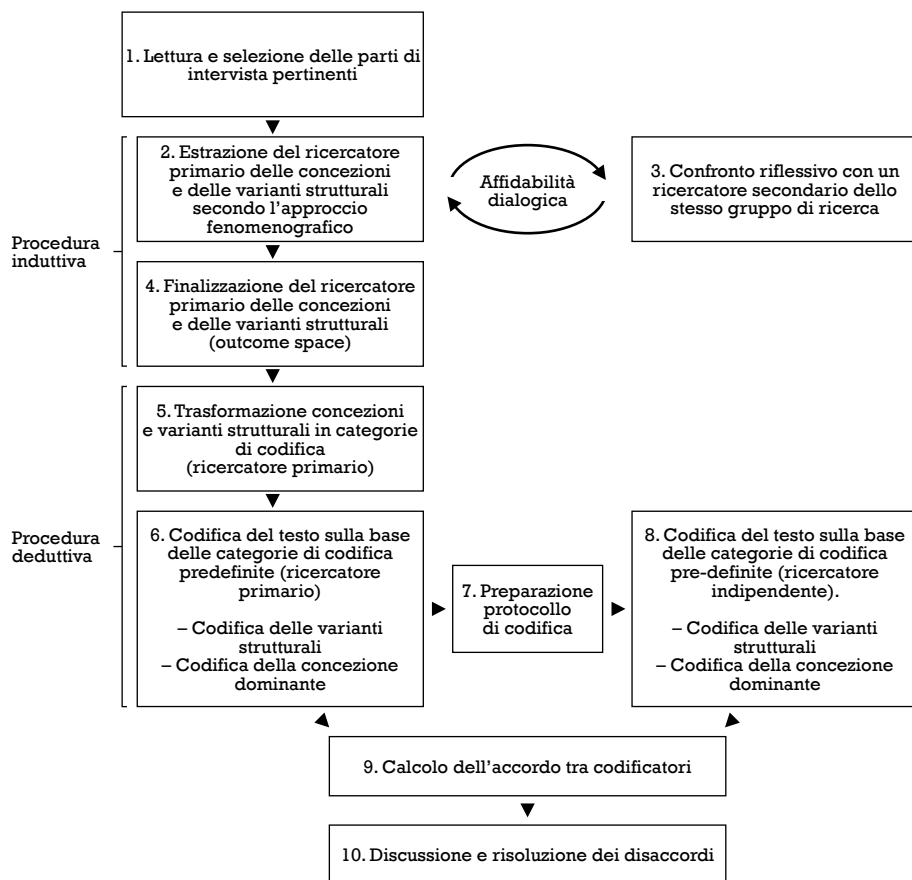 1. Lettura e selezione delle parti di
intervista pertinenti
Procedura
induttiva
2. Estrazione del ricercatore
primario delle concezioni
e delle varianti strutturali
secondo l'approccio
fenomenografico
Affidabilità
dialogica
3. Confronto riflessivo con un
ricercatore secondario dello
stesso gruppo di ricerca
4. Finalizzazione del ricercatore
primario delle concezioni
e delle varianti strutturali
(outcome space)
Procedura
deduttiva
5. Trasformazione concezioni
e varianti strutturali in categorie
di codifica
(ricercatore primario)
6. Codifica del testo sulla base
delle categorie di codifica
predefinite (ricercatore
primario)
– Codifica delle varianti
strutturali
– Codifica della concezione
dominante
7. Preparazione
protocollo
di codifica
8. Codifica del testo sulla base
delle categorie di codifica
pre-definite (ricercatore
indipendente).
– Codifica delle varianti
strutturali
– Codifica della concezione
dominante
9. Calcolo dell'accordo tra codificatori
10. Discussione e risoluzione dei disaccordi